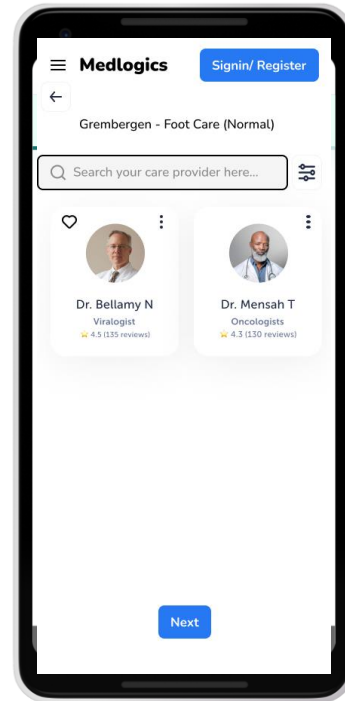 Medlogics
Signin/ Register
Grembergen - Foot Care (Normal)
Search your care provider here...
Dr. Bellamy N
Viralogist
4.5 (135 reviews)
Dr. Mensah T
Oncologists
4.3 (130 reviews)
Next